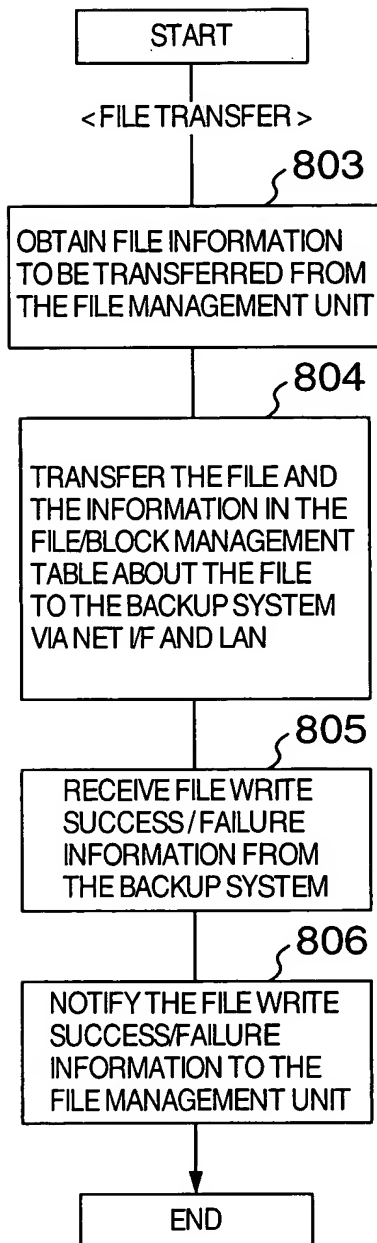 START
<FILE TRANSFER>
803
OBTAIN FILE INFORMATION
TO BE TRANSFERRED FROM
THE FILE MANAGEMENT UNIT
804
TRANSFER THE FILE AND
THE INFORMATION IN THE
FILE/BLOCK MANAGEMENT
TABLE ABOUT THE FILE
TO THE BACKUP SYSTEM
VIA NET I/F AND LAN
805
RECEIVE FILE WRITE
SUCCESS / FAILURE
INFORMATION FROM
THE BACKUP SYSTEM
806
NOTIFY THE FILE WRITE
SUCCESS/FAILURE
INFORMATION TO THE
FILE MANAGEMENT UNIT
END